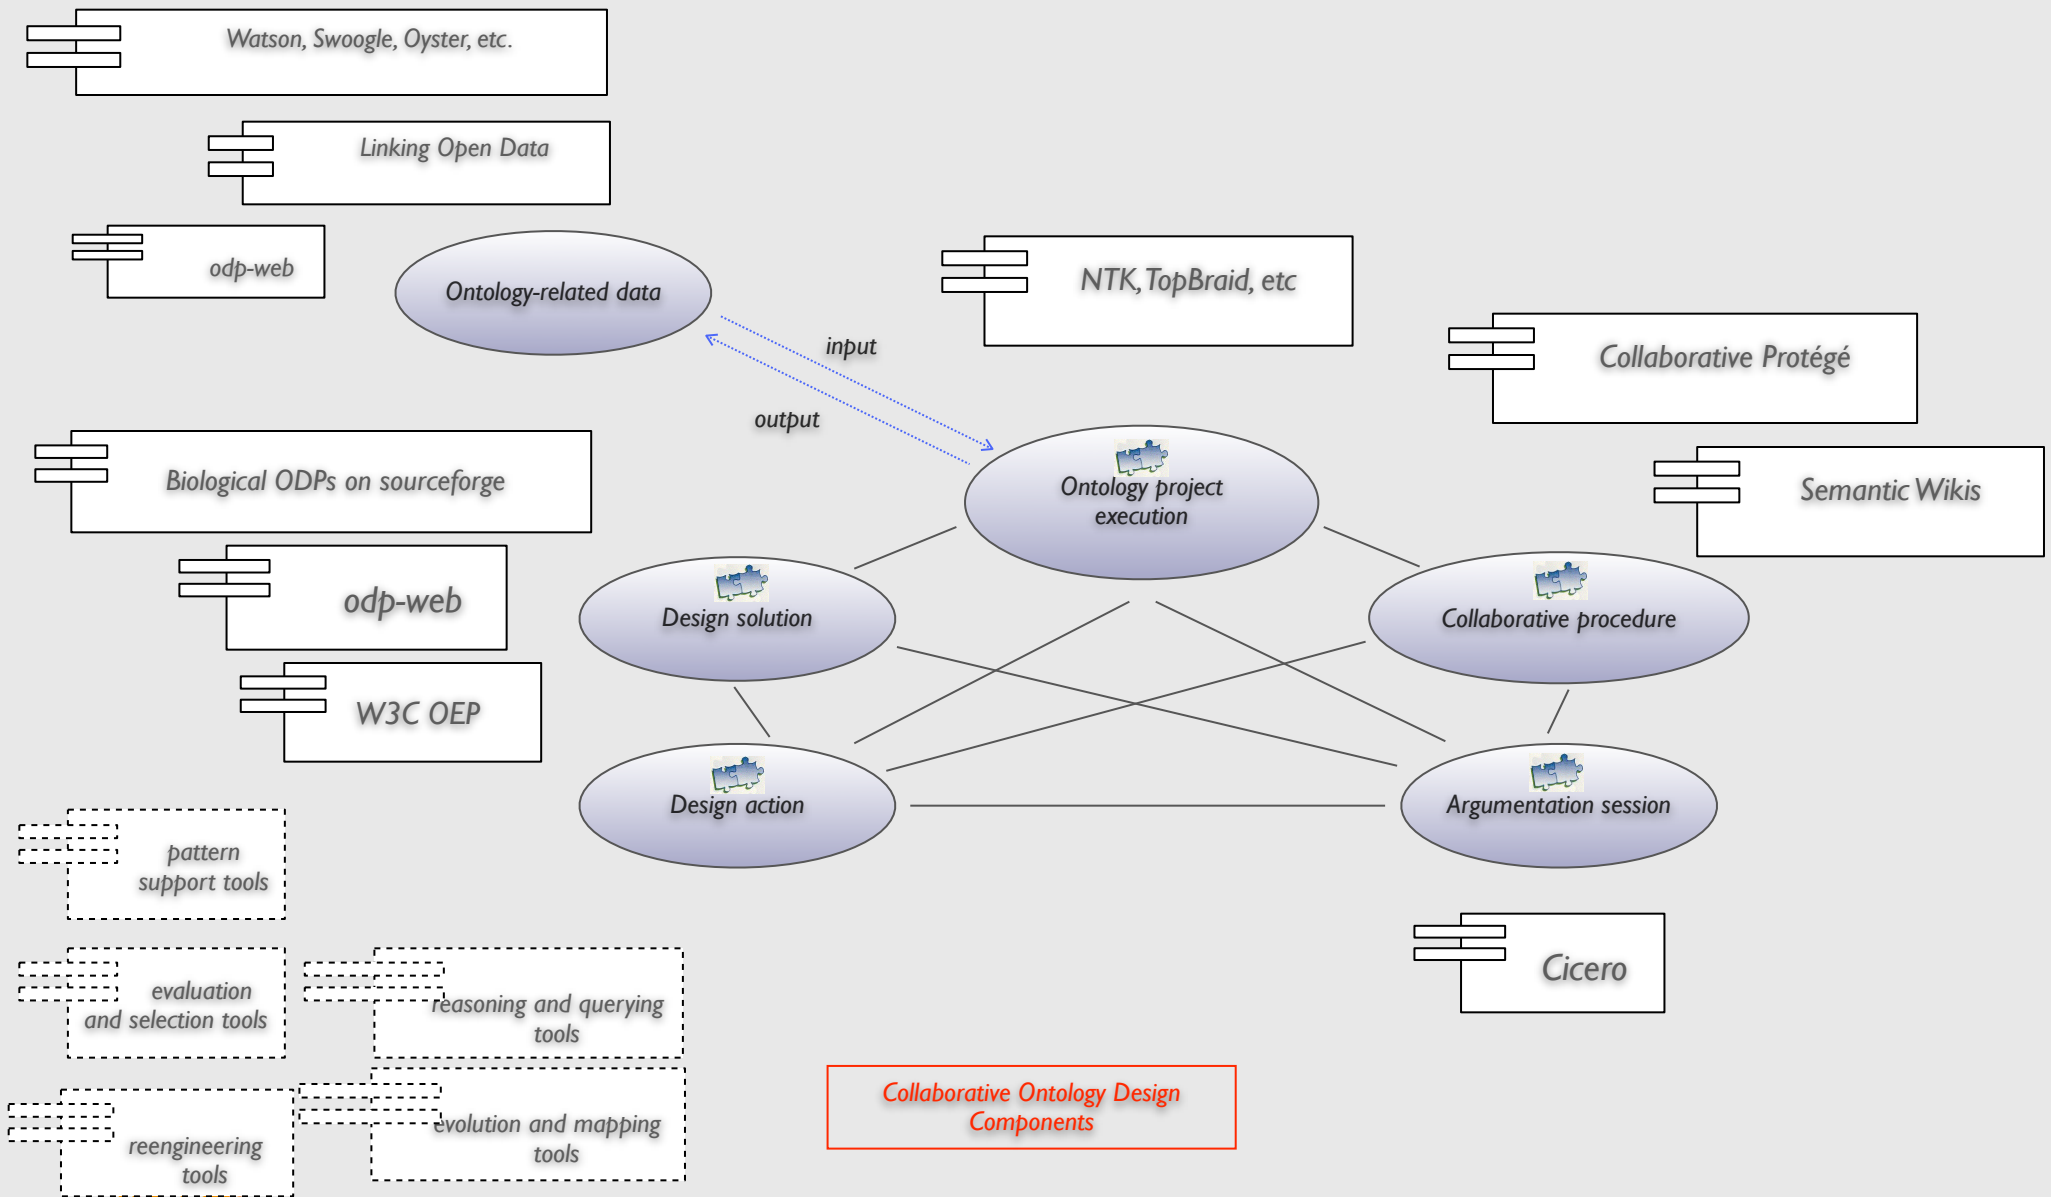 Watson, Swoogle, Oyster, etc.
Linking Open Data
odp-web
Ontology-related data
NTK, TopBraid, etc
input
Collaborative Protégé
output
Biological ODPs on sourceforge
Ontology project
execution
Semantic Wikis
odp-web
Design solution
Collaborative procedure
W3C OEP
Design action
Argumentation session
pattern
support tools
Cicero
evaluation
and selection tools
reasoning and querying
tools
Collaborative Ontology Design
Components
reengineering
tools
evolution and mapping
tools